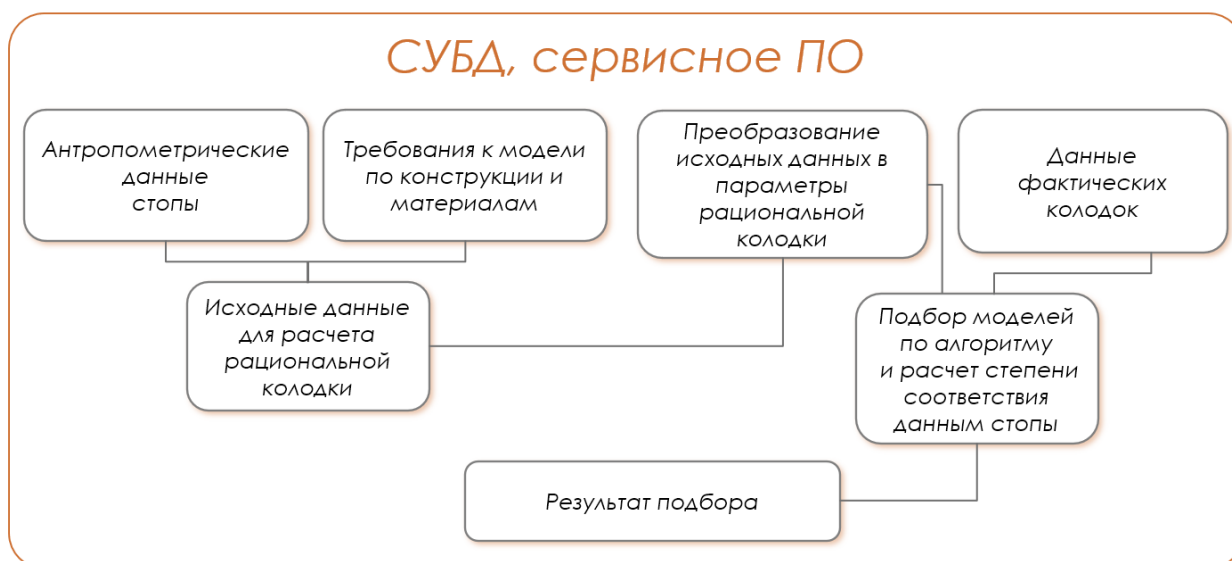 СУБД, сервисное ПО
Антропометрические
данные
стопы
Требования к модели
по конструкции и
материалам
Преобразование
исходных данных в
параметры
рациональной
колодки
Данные
фактических
колодок
Исходные данные
для расчета
рациональной
колодки
Подбор моделей
по алгоритму
и расчет степени
соответствия
данным стопы
Результат подбора